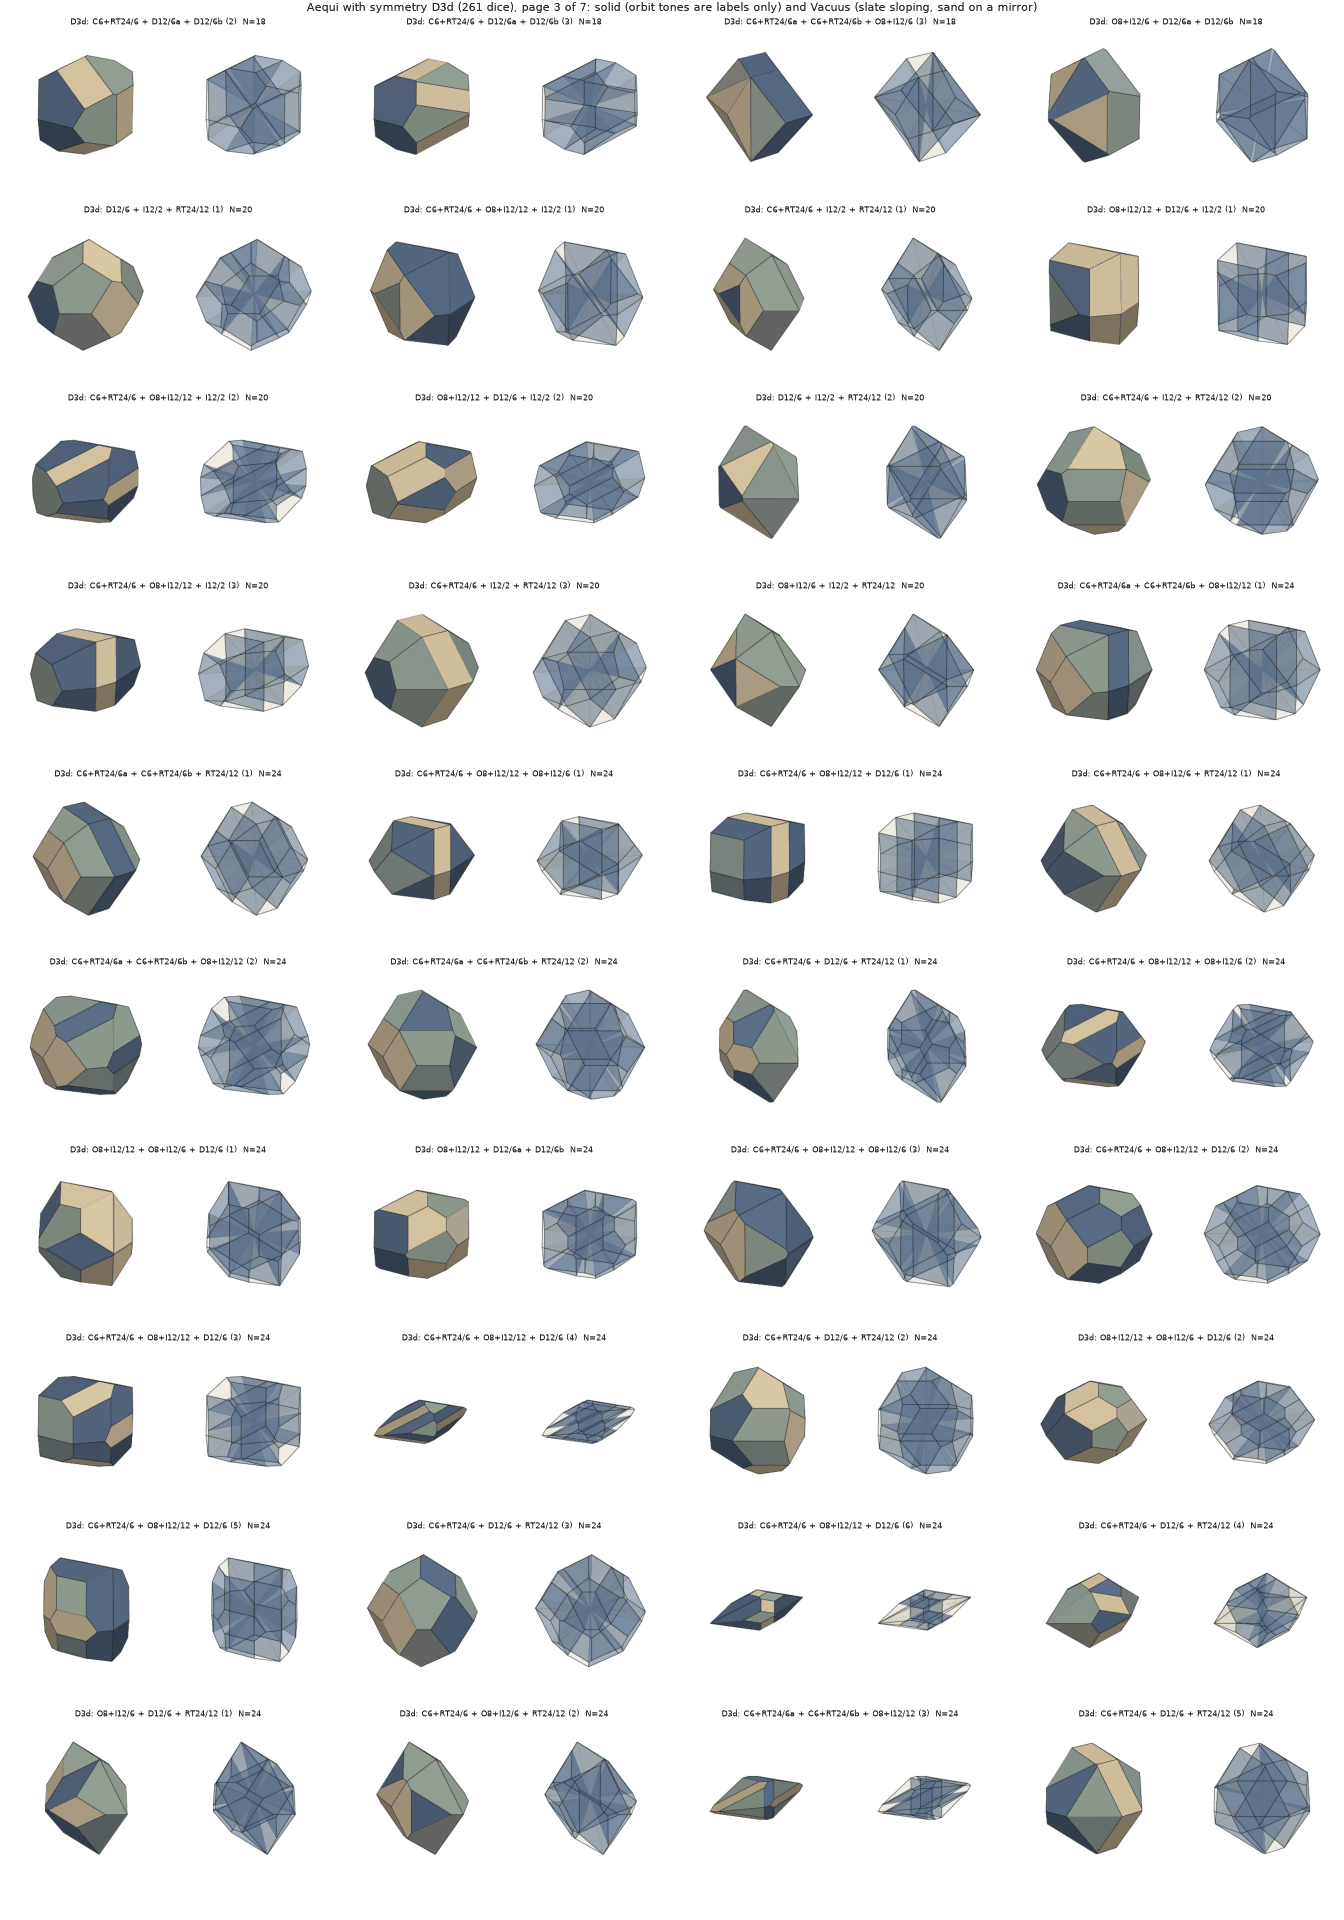 Aequi with symmetry D3d (261 dice), page 3 of 7: solid (orbit tones are labels only) and Vacuus (slate sloping, sand on a mirror)
D3d: C6+RT24/6 + D12/6a + D12/6b (2)  N=18
D3d: C6+RT24/6 + D12/6a + D12/6b (3)  N=18
D3d: C6+RT24/6a + C6+RT24/6b + O8+I12/6 (3)  N=18
D3d: O8+I12/6 + D12/6a + D12/6b  N=18
D3d: D12/6 + I12/2 + RT24/12 (1)  N=20
D3d: C6+RT24/6 + O8+I12/12 + I12/2 (1)  N=20
D3d: C6+RT24/6 + I12/2 + RT24/12 (1)  N=20
D3d: O8+I12/12 + D12/6 + I12/2 (1)  N=20
D3d: C6+RT24/6 + O8+I12/12 + I12/2 (2)  N=20
D3d: O8+I12/12 + D12/6 + I12/2 (2)  N=20
D3d: D12/6 + I12/2 + RT24/12 (2)  N=20
D3d: C6+RT24/6 + I12/2 + RT24/12 (2)  N=20
D3d: C6+RT24/6 + O8+I12/12 + I12/2 (3)  N=20
D3d: C6+RT24/6 + I12/2 + RT24/12 (3)  N=20
D3d: O8+I12/6 + I12/2 + RT24/12  N=20
D3d: C6+RT24/6a + C6+RT24/6b + O8+I12/12 (1)  N=24
D3d: C6+RT24/6a + C6+RT24/6b + RT24/12 (1)  N=24
D3d: C6+RT24/6 + O8+I12/12 + O8+I12/6 (1)  N=24
D3d: C6+RT24/6 + O8+I12/12 + D12/6 (1)  N=24
D3d: C6+RT24/6 + O8+I12/6 + RT24/12 (1)  N=24
D3d: C6+RT24/6a + C6+RT24/6b + O8+I12/12 (2)  N=24
D3d: C6+RT24/6a + C6+RT24/6b + RT24/12 (2)  N=24
D3d: C6+RT24/6 + D12/6 + RT24/12 (1)  N=24
D3d: C6+RT24/6 + O8+I12/12 + O8+I12/6 (2)  N=24
D3d: O8+I12/12 + O8+I12/6 + D12/6 (1)  N=24
D3d: O8+I12/12 + D12/6a + D12/6b  N=24
D3d: C6+RT24/6 + O8+I12/12 + O8+I12/6 (3)  N=24
D3d: C6+RT24/6 + O8+I12/12 + D12/6 (2)  N=24
D3d: C6+RT24/6 + O8+I12/12 + D12/6 (3)  N=24
D3d: C6+RT24/6 + O8+I12/12 + D12/6 (4)  N=24
D3d: C6+RT24/6 + D12/6 + RT24/12 (2)  N=24
D3d: O8+I12/12 + O8+I12/6 + D12/6 (2)  N=24
D3d: C6+RT24/6 + O8+I12/12 + D12/6 (5)  N=24
D3d: C6+RT24/6 + D12/6 + RT24/12 (3)  N=24
D3d: C6+RT24/6 + O8+I12/12 + D12/6 (6)  N=24
D3d: C6+RT24/6 + D12/6 + RT24/12 (4)  N=24
D3d: O8+I12/6 + D12/6 + RT24/12 (1)  N=24
D3d: C6+RT24/6 + O8+I12/6 + RT24/12 (2)  N=24
D3d: C6+RT24/6a + C6+RT24/6b + O8+I12/12 (3)  N=24
D3d: C6+RT24/6 + D12/6 + RT24/12 (5)  N=24